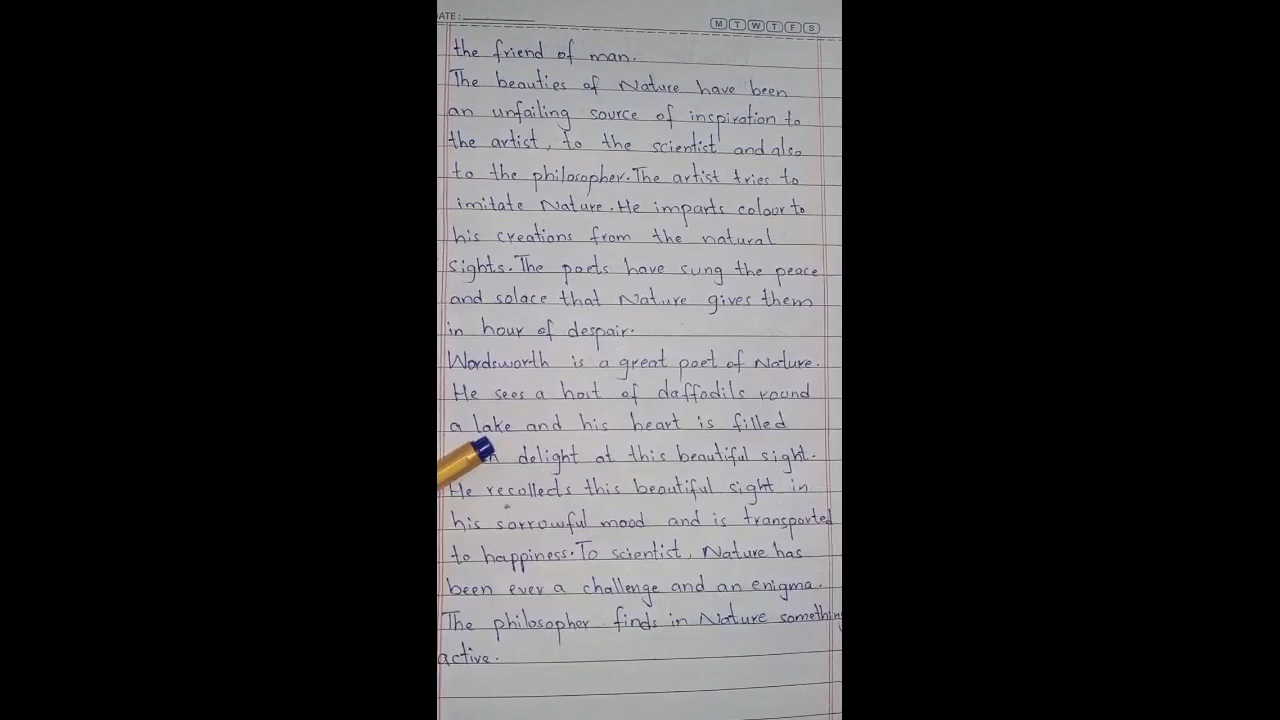 ATE:
M T W T F S
the friend of man.
The beauties of Nature have been
an unfailing source of inspiration to
the artist, to the scientist and also
to the philosopher. The artist tries to
imitate Nature. He imparts colour to
his creations from the natural
sights. The poets have sung the peace
and solace that Nature gives them
in hour of despair.
Wordsworth is a great poet of Nature.
He sees a host of daffodils round
a lake and his heart is filled
delight at this beautiful sight.
He recollects this beautiful sight in
his sorrowful mood and is transported
to happiness. To scientist, Nature has
been ever a challenge and an enigma.
The philosopher finds in Nature somethin
active.